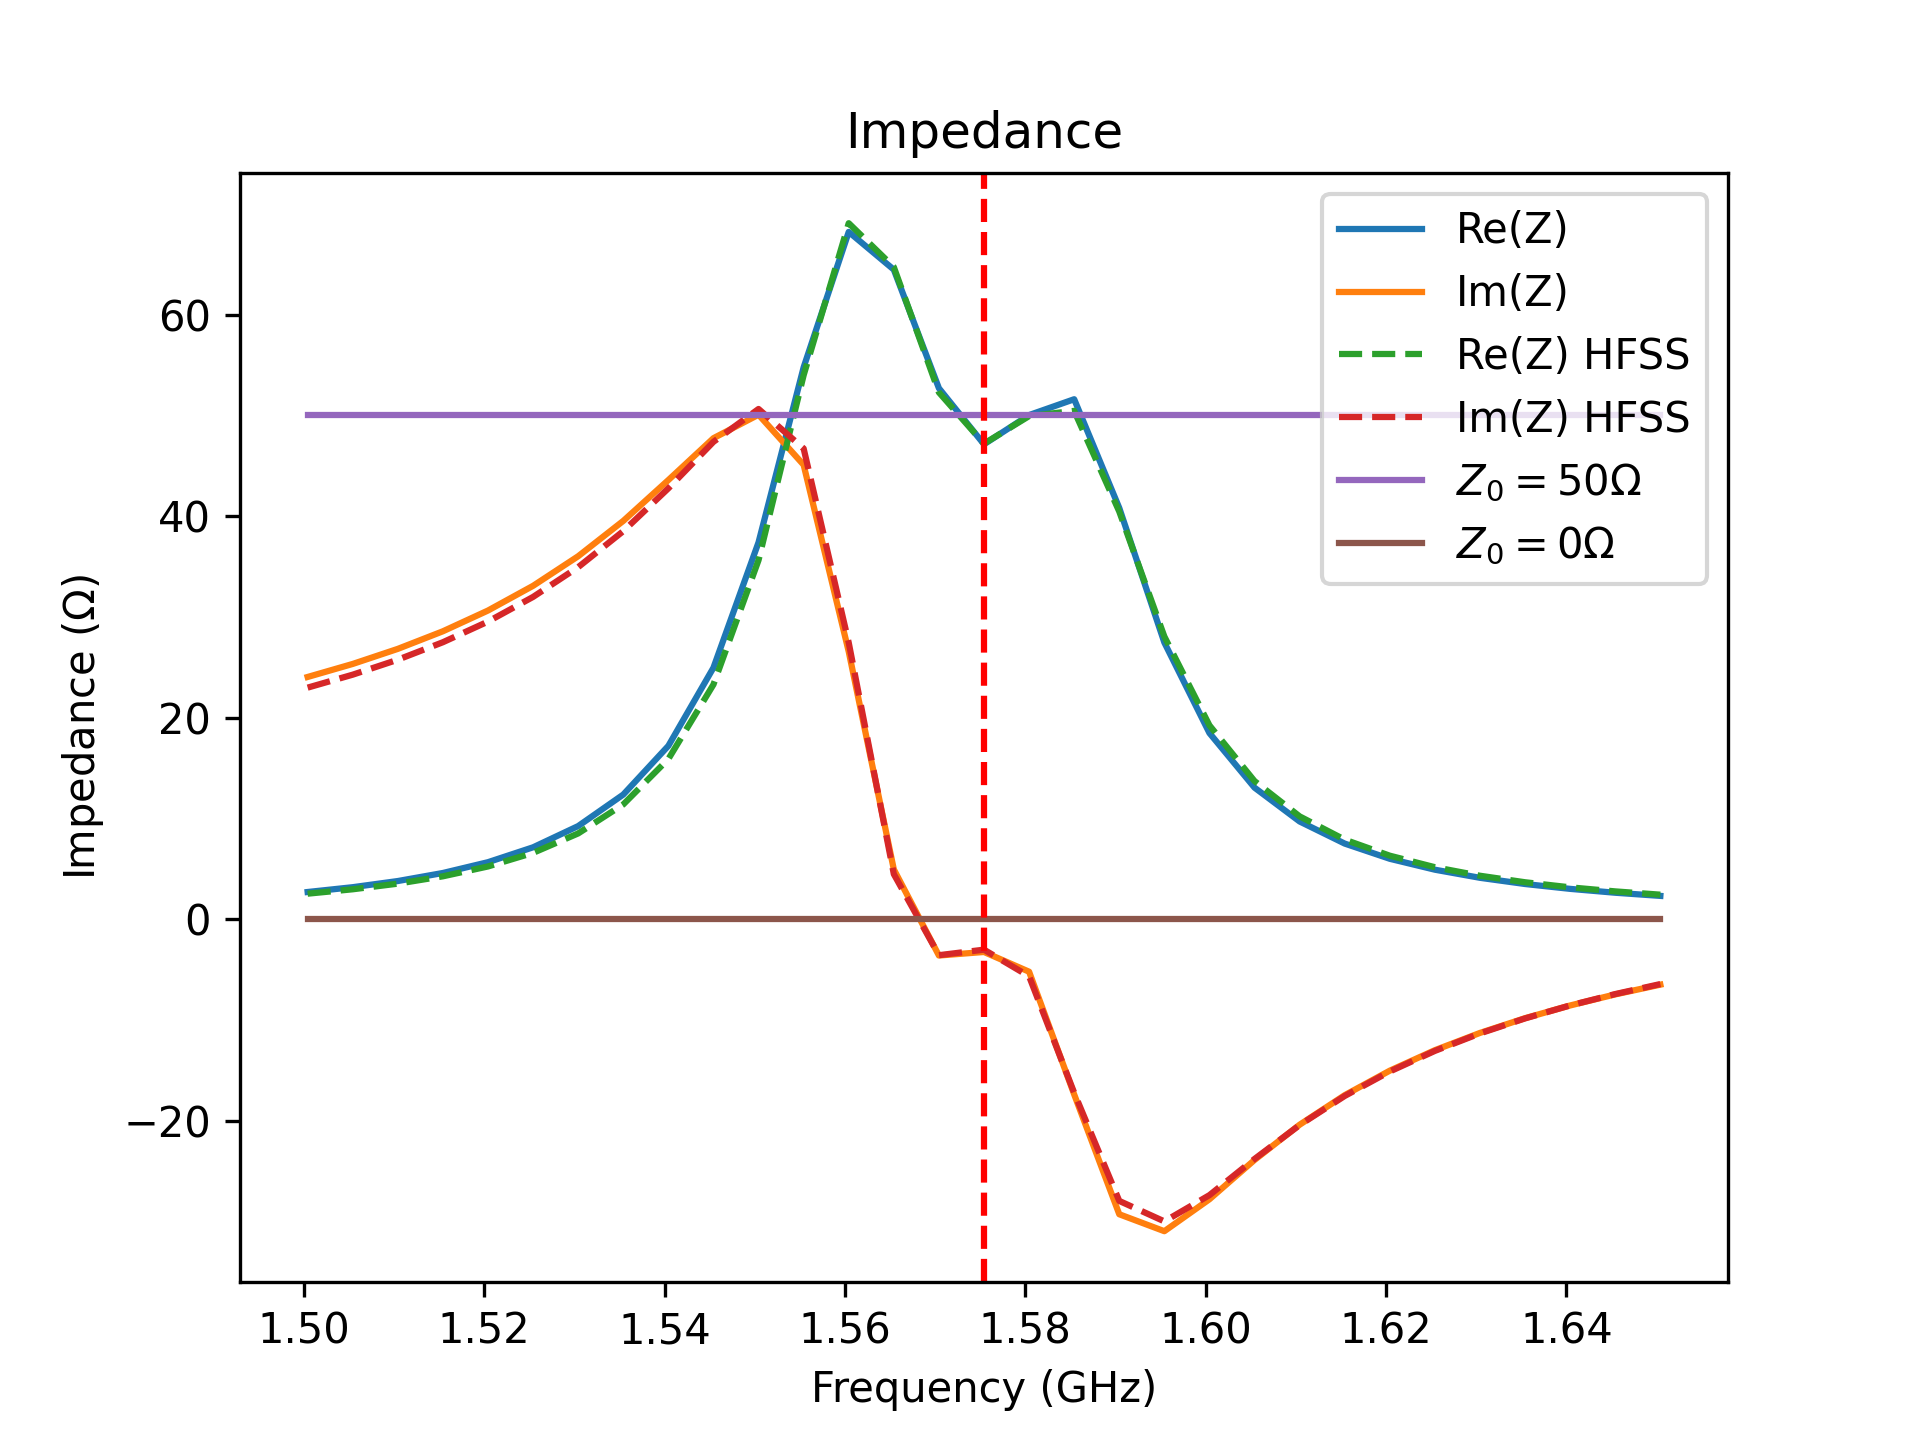 Impedance
Re(Z)
Im(Z)
Re(Z) HFSS
Im(Z) HFSS
Z₀ = 50Ω
Z₀ = 0Ω
60
40
20
0
−20
Impedance (Ω)
1.50 1.52 1.54 1.56 1.58 1.60 1.62 1.64
Frequency (GHz)